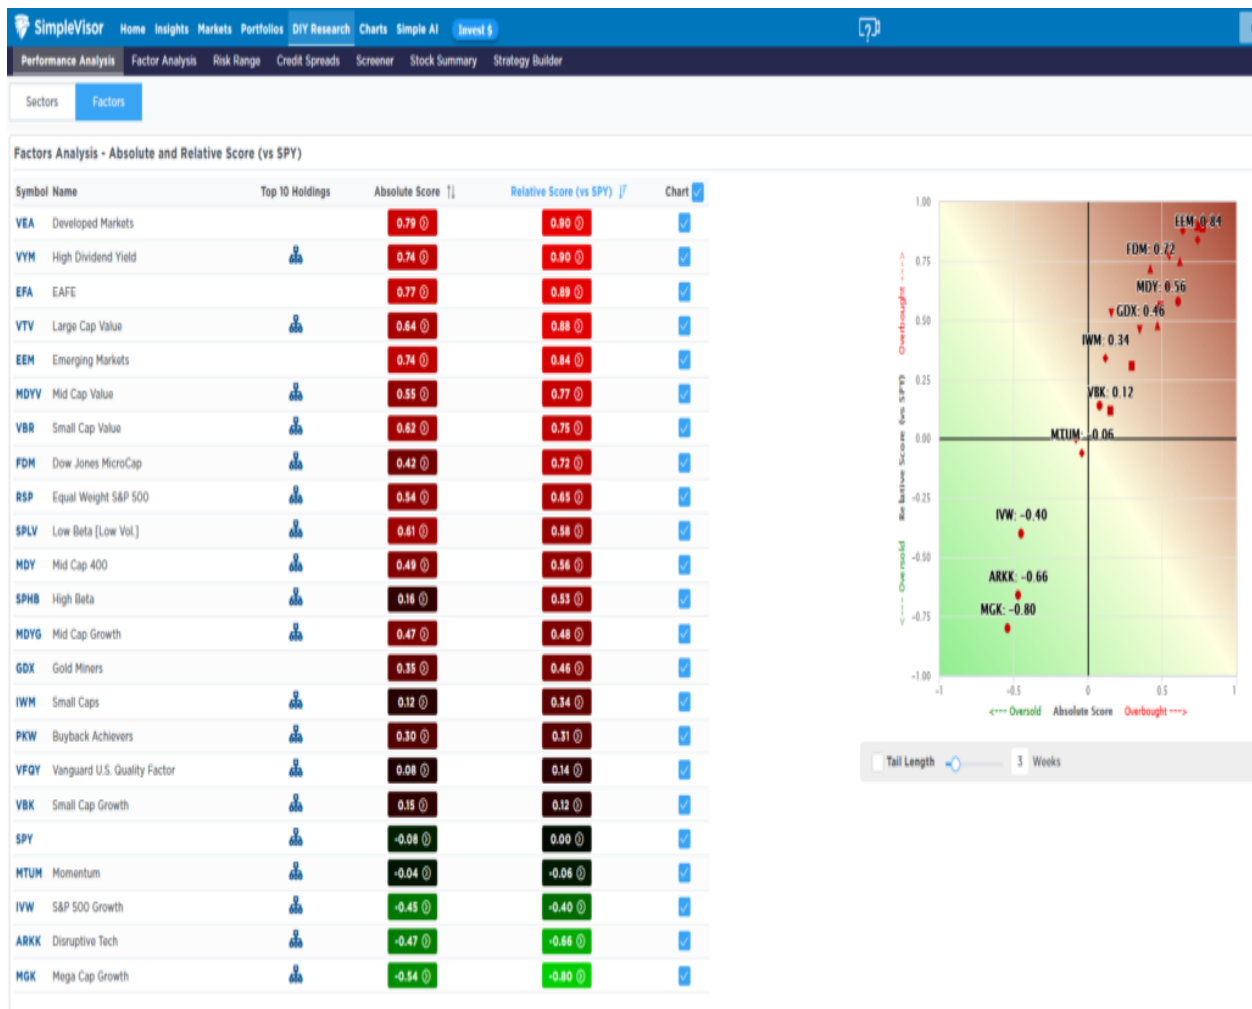 SimpleVisor Home Insights Markets Portfolios DIY Research Charts Simple AI Invest $
Performance Analysis Factor Analysis Risk Range Credit Spreads Screener Stock Summary Strategy Builder
Sectors Factors
Factors Analysis - Absolute and Relative Score (vs SPY)
Symbol Name Top 10 Holdings Absolute Score Relative Score (vs SPY) Chart
VEA Developed Markets 0.79 0.90
VYM High Dividend Yield 0.74 0.90
EFA EAFE 0.77 0.89
VTV Large Cap Value 0.64 0.88
EEM Emerging Markets 0.74 0.84
MDYV Mid Cap Value 0.55 0.77
VBR Small Cap Value 0.62 0.75
FDM Dow Jones MicroCap 0.42 0.72
RSP Equal Weight S&P 500 0.54 0.65
SPLV Low Beta [Low Vol.] 0.61 0.58
MDY Mid Cap 400 0.49 0.56
SPHB High Beta 0.16 0.53
MDYG Mid Cap Growth 0.47 0.48
GDX Gold Miners 0.35 0.46
IWM Small Caps 0.12 0.34
PKW Buyback Achievers 0.30 0.31
VFQY Vanguard U.S. Quality Factor 0.08 0.14
VBK Small Cap Growth 0.15 0.12
SPY -0.08 0.00
MTUM Momentum -0.04 -0.06
IVW S&P 500 Growth -0.45 -0.40
ARKK Disruptive Tech -0.47 -0.66
MGK Mega Cap Growth -0.54 -0.80
1.00
0.75
0.50
0.25
0.00
-0.25
-0.50
-0.75
-1.00
<--- Oversold Relative Score (vs SPY) Overbought --->
EEM: 0.84
FDM: 0.72
MDY: 0.56
GDX: 0.46
IWM: 0.34
VBK: 0.12
MTUM: -0.06
IVW: -0.40
ARKK: -0.66
MGK: -0.80
-1 -0.5 0 0.5 1
<--- Oversold Absolute Score Overbought --->
Tail Length 3 Weeks